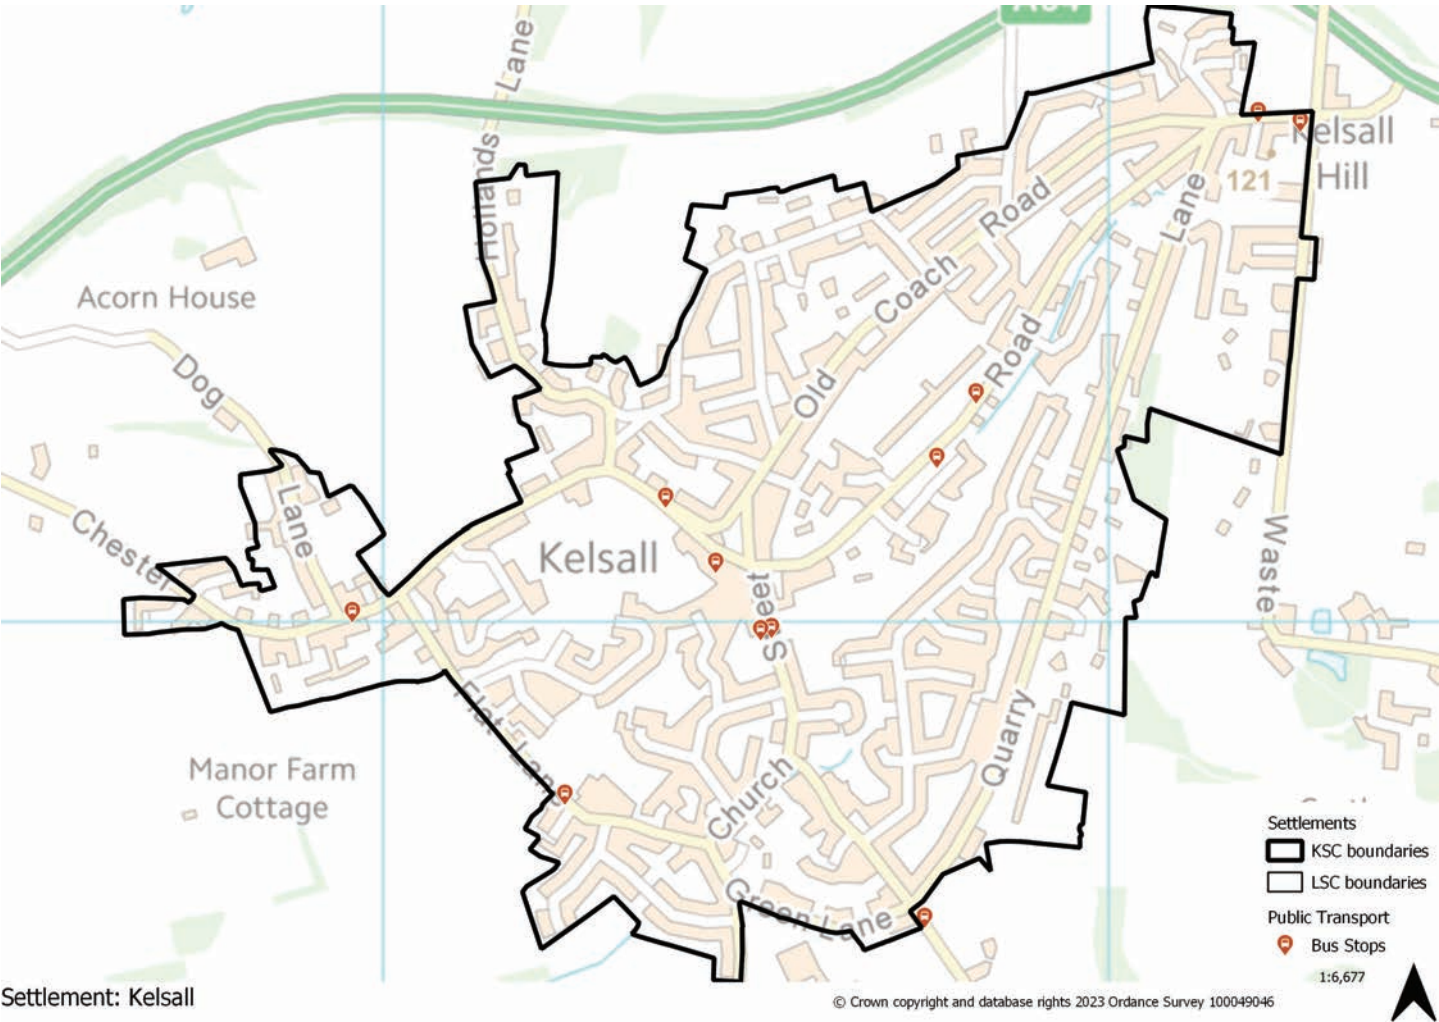 Lane
Hollands
Kelsall
Hill
121
Lane
Road
Coach
Old
Road
Acorn House
Dog
Lane
Chester
Kelsall
Street
Waste
Flat Lane
Quarry
Church
Green Lane
Manor Farm
Cottage
Settlements
KSC boundaries
LSC boundaries
Public Transport
Bus Stops
1:6,677
Settlement: Kelsall
© Crown copyright and database rights 2023 Ordance Survey 100049046